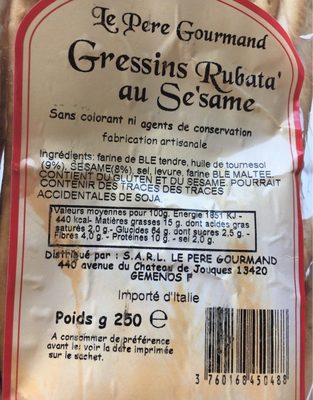 Le Pere Gourmand
Gressins Rubata'
au Se'same
Sans colorant ni agents de conservation
fabrication artisanale
Ingrédients: farine de BLE tendre, huile de tournesol
(9%), SESAME(8%), sel, levure, farine BLE MALTEE.
CONTIENT DU GLUTEN ET DU SESAME. POURRAIT
CONTENIR DES TRACES DES TRACES
ACCIDENTALES DE SOJA.
Valeurs moyennes pour 100g. Energie 1851 KJ -
440 kcal- Matières grasses 15 g. dont acides gras
saturés 2,0 g.- Glucides 64 g. dont sucres 2,5 g. -
Fibres 4,0 g. - Protéines 10 g. - sel 2,0 g.
Distribué par : S.A.R.L. LE PERE GOURMAND
440 avenue du Chateau de Jouques 13420
GEMENOS F
Importé d'Italie
Poids g 250 e
A consommer de préférence
avant le: voir la date imprimée
sur le sachet.
3 760168 450488